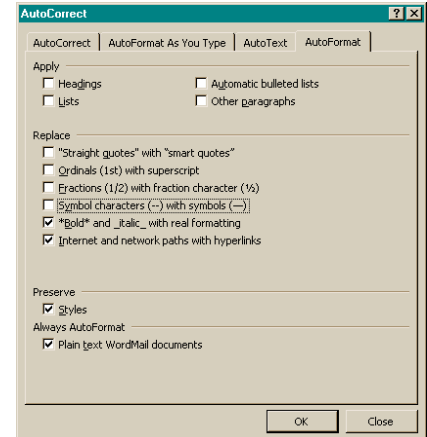 AutoCorrect
AutoCorrect AutoFormat As You Type AutoText AutoFormat
Apply
Headings Automatic bulleted lists
Lists Other paragraphs
Replace
"Straight quotes" with “smart quotes”
Ordinals (1st) with superscript
Fractions (1/2) with fraction character (½)
Symbol characters (--) with symbols (—)
*Bold* and _italic_ with real formatting
Internet and network paths with hyperlinks
Preserve
Styles
Always AutoFormat
Plain text WordMail documents
OK Close